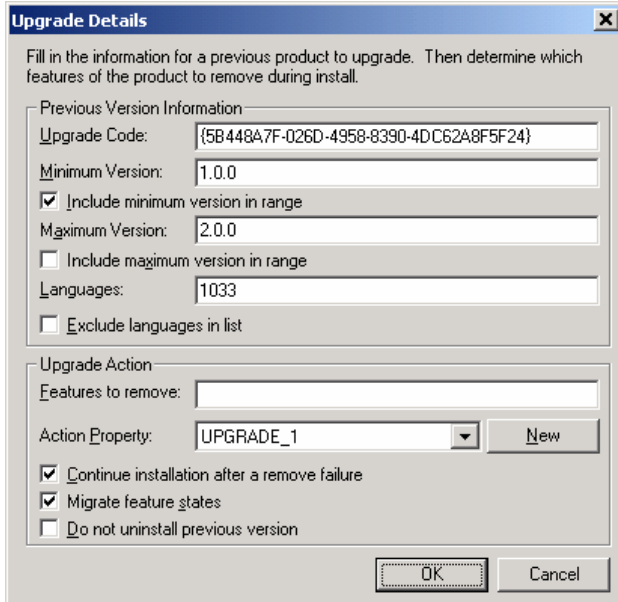 Upgrade Details
Fill in the information for a previous product to upgrade. Then determine which
features of the product to remove during install.
Previous Version Information
Upgrade Code: {5B448A7F-026D-4958-8390-4DC62A8F5F24}
Minimum Version: 1.0.0
Include minimum version in range
Maximum Version: 2.0.0
Include maximum version in range
Languages: 1033
Exclude languages in list
Upgrade Action
Features to remove:
Action Property: UPGRADE_1 New
Continue installation after a remove failure
Migrate feature states
Do not uninstall previous version
OK Cancel